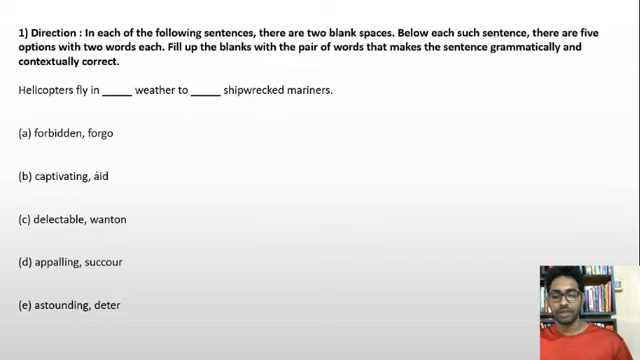 1) Direction : In each of the following sentences, there are two blank spaces. Below each such sentence, there are five
options with two words each. Fill up the blanks with the pair of words that makes the sentence grammatically and
contextually correct.
Helicopters fly in _____ weather to _____ shipwrecked mariners.
(a) forbidden, forgo
(b) captivating, aid
(c) delectable, wanton
(d) appalling, succour
(e) astounding, deter